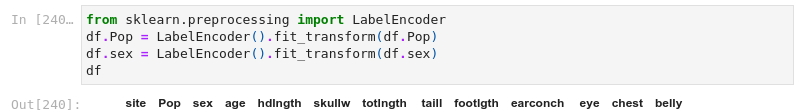 In [240… from sklearn.preprocessing import LabelEncoder
df.Pop = LabelEncoder().fit_transform(df.Pop)
df.sex = LabelEncoder().fit_transform(df.sex)
df
Out[240]: site Pop sex age hdlngth skullw totlngth taill footlgth earconch eye chest belly